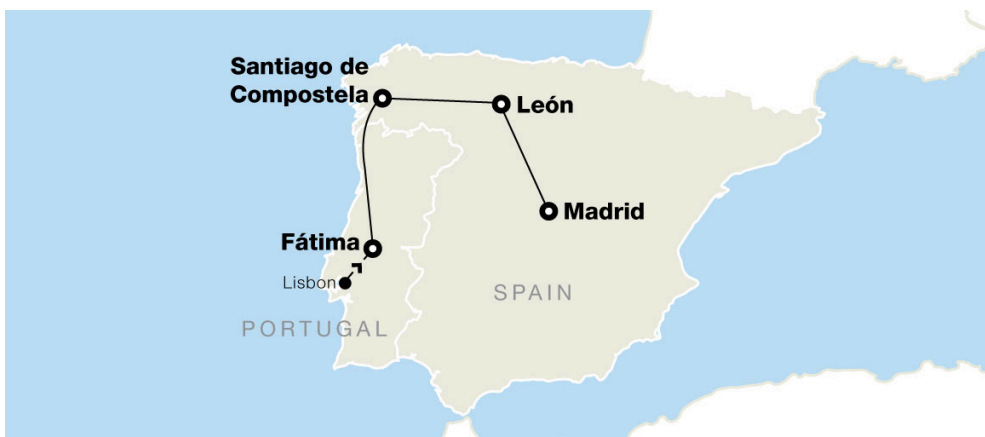 Santiago de
Compostela
León
Madrid
Fátima
Lisbon
SPAIN
PORTUGAL